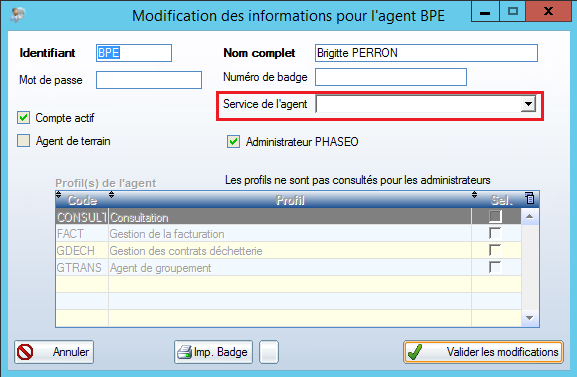 Modification des informations pour l'agent BPE
Identifiant BPE Nom complet Brigitte PERRON
Mot de passe Numéro de badge
Service de l'agent
Compte actif
Agent de terrain Administrateur PHASEO
Profil(s) de l'agent Les profils ne sont pas consultés pour les administrateurs
Code Profil Sel.
CONSULT Consultation
FACT Gestion de la facturation
GDECH Gestion des contrats déchetterie
GTRANS Agent de groupement
Annuler Imp. Badge Valider les modifications